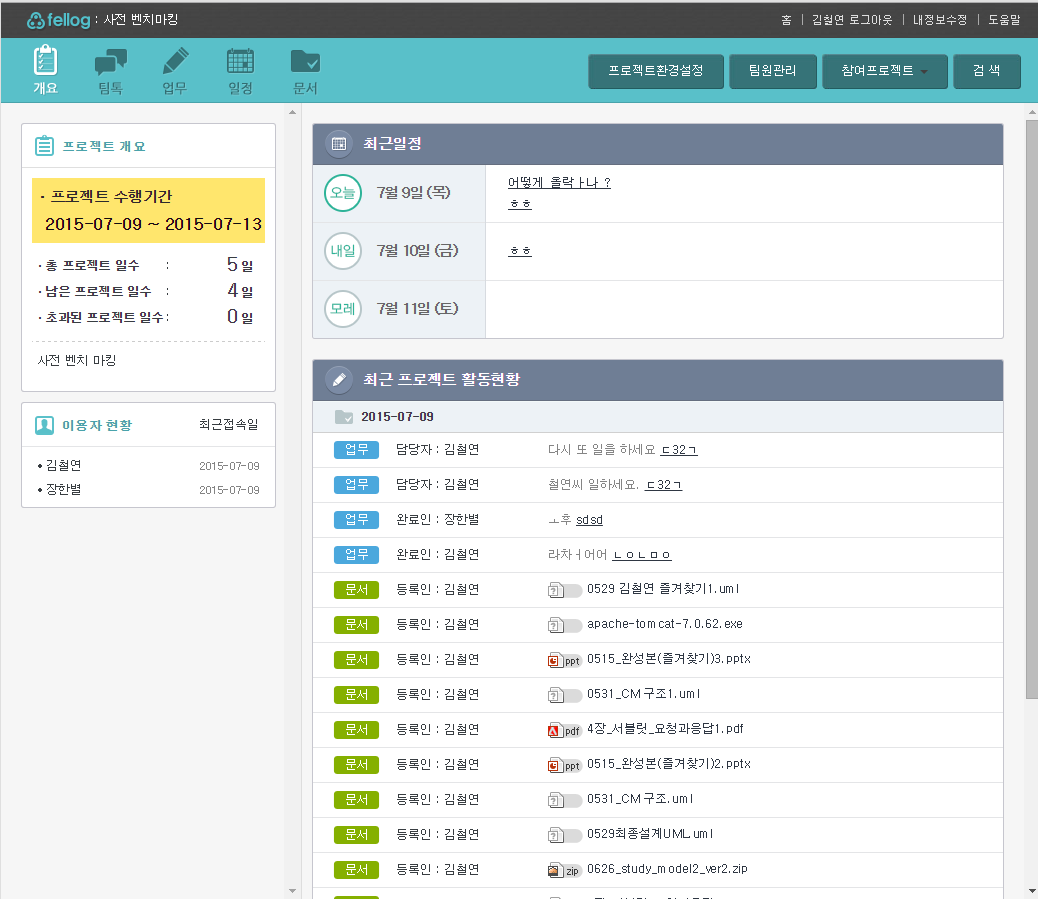 fellog : 사전 벤치마킹
홈 | 김철연 로그아웃 | 내정보수정 | 도움말
개요 팀톡 업무 일정 문서
프로젝트환경설정 팀원관리 참여프로젝트 검 색
프로젝트 개요
· 프로젝트 수행기간
2015-07-09 ~ 2015-07-13
· 총 프로젝트 일수 : 5 일
· 남은 프로젝트 일수 : 4 일
· 초과된 프로젝트 일수 : 0 일
사전 벤치 마킹
이용자 현황 최근접속일
• 김철연 2015-07-09
• 장한별 2015-07-09
최근일정
오늘 7월 9일 (목) 어떻게 올락ㅏ나 ?
ㅎㅎ
내일 7월 10일 (금) ㅎㅎ
모레 7월 11일 (토)
최근 프로젝트 활동현황
2015-07-09
업무 담당자 : 김철연 다시 또 일을 하세요 ㄷ32ㄱ
업무 담당자 : 김철연 철연씨 일하세요. ㄷ32ㄱ
업무 완료인 : 장한별 ㅗ후 sdsd
업무 완료인 : 김철연 라차ㅓ어어 ㄴㅇㄴㅁㅇ
문서 등록인 : 김철연 0529 김철연 즐겨찾기1.uml
문서 등록인 : 김철연 apache-tomcat-7.0.62.exe
문서 등록인 : 김철연 ppt 0515_완성본(즐겨찾기)3.pptx
문서 등록인 : 김철연 0531_CM 구조1.uml
문서 등록인 : 김철연 pdf 4장_서블릿_요청과응답1.pdf
문서 등록인 : 김철연 ppt 0515_완성본(즐겨찾기)2.pptx
문서 등록인 : 김철연 0531_CM 구조.uml
문서 등록인 : 김철연 0529최종설계UML.uml
문서 등록인 : 김철연 zip 0626_study_model2_ver2.zip